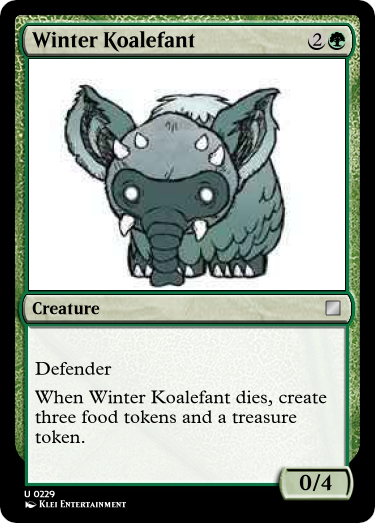 Winter Koalefant 2
Creature
Defender
When Winter Koalefant dies, create
three food tokens and a treasure
token.
0/4
U 0229
Klei Entertainment